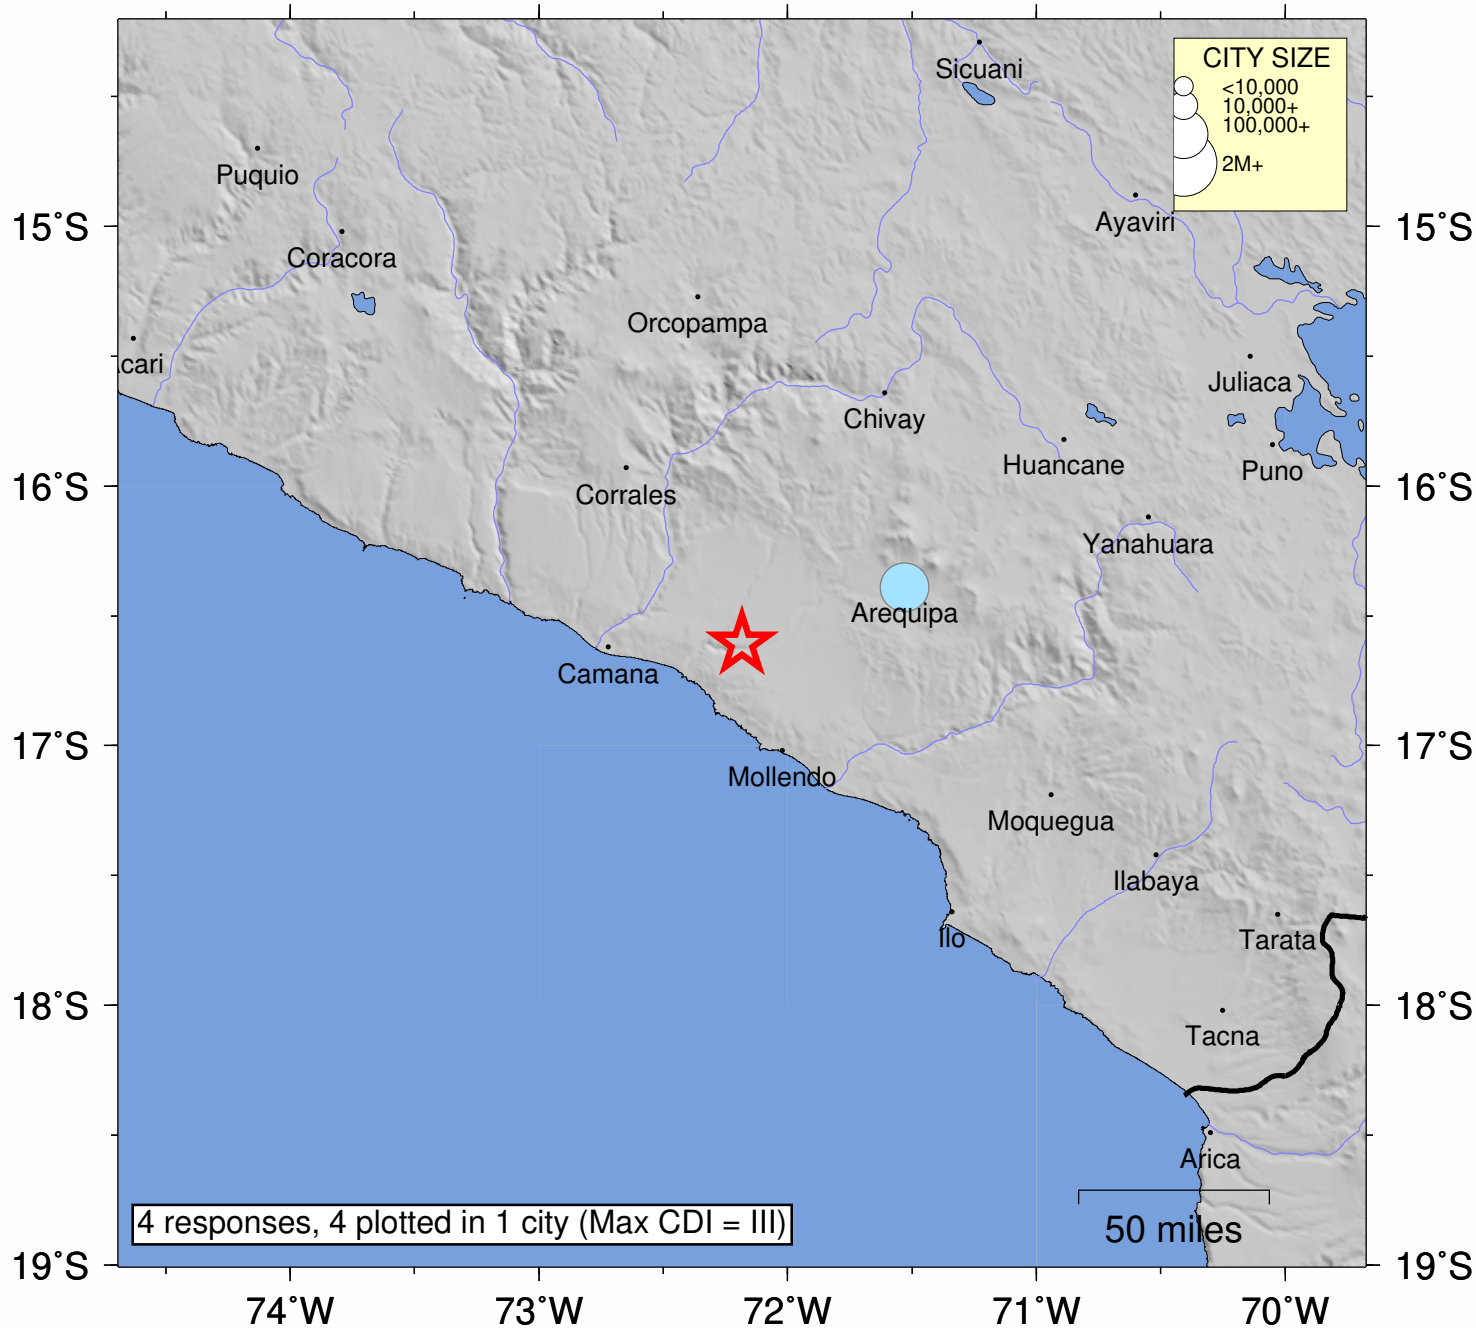 Sicuani
CITY SIZE
<10,000
10,000+
100,000+
2M+
Puquio
Ayaviri
15°S
15°S
Coracora
Orcopampa
cari
Juliaca
Chivay
Huancane
Puno
16°S
16°S
Corrales
Yanahuara
Arequipa
Camana
17°S
17°S
Mollendo
Moquegua
Ilabaya
Ilo
Tarata
18°S
18°S
Tacna
Arica
4 responses, 4 plotted in 1 city (Max CDI = III)
50 miles
19°S
19°S
74°W
73°W
72°W
71°W
70°W